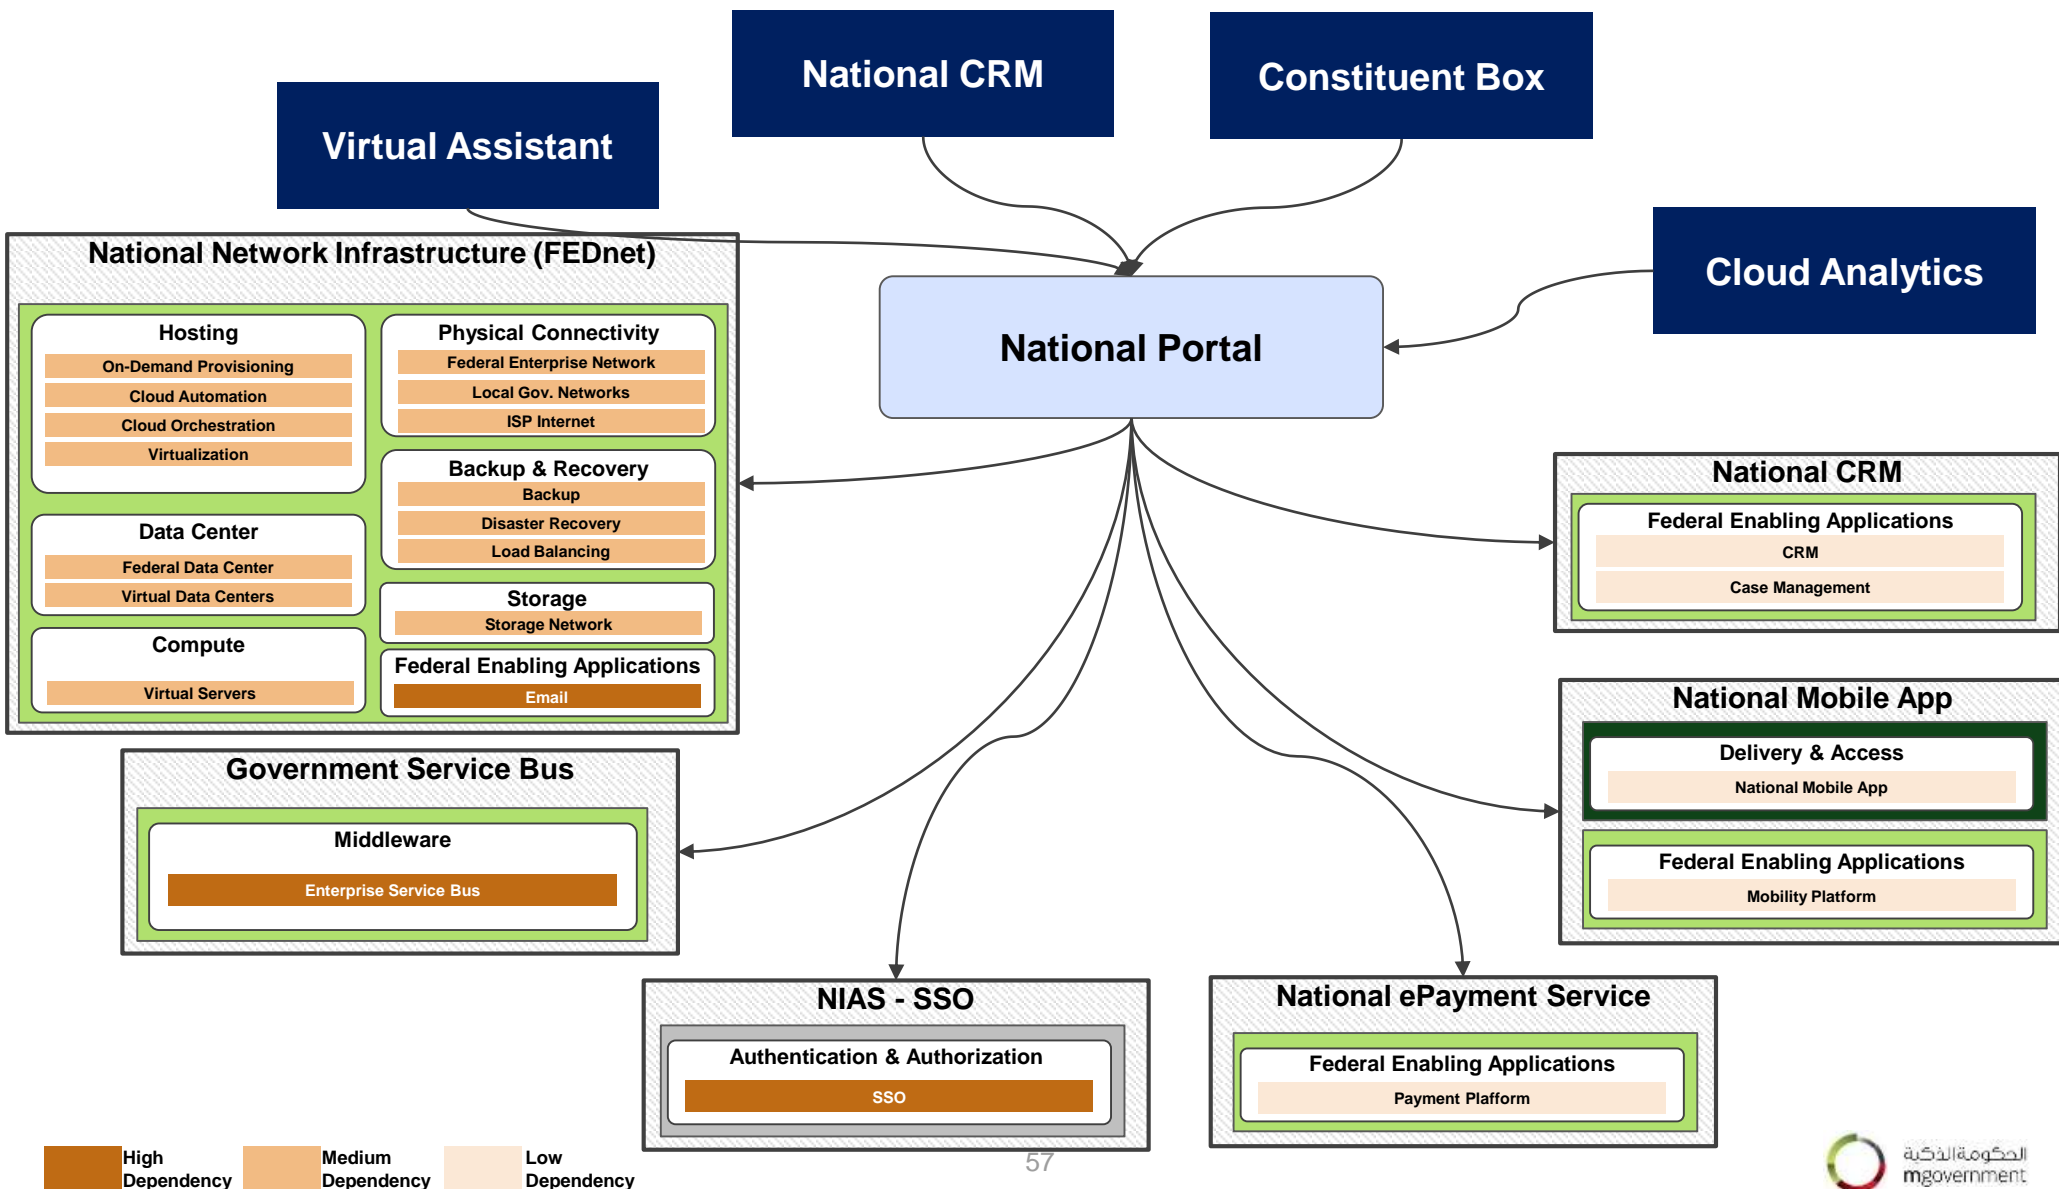 National CRM
Constituent Box
Virtual Assistant
Cloud Analytics
National Portal
National Network Infrastructure (FEDnet)
Hosting
On-Demand Provisioning
Cloud Automation
Cloud Orchestration
Virtualization
Physical Connectivity
Federal Enterprise Network
Local Gov. Networks
ISP Internet
Backup & Recovery
Backup
Disaster Recovery
Load Balancing
Data Center
Federal Data Center
Virtual Data Centers
Storage
Storage Network
Compute
Virtual Servers
Federal Enabling Applications
Email
National CRM
Federal Enabling Applications
CRM
Case Management
National Mobile App
Delivery & Access
National Mobile App
Federal Enabling Applications
Mobility Platform
Government Service Bus
Middleware
Enterprise Service Bus
NIAS - SSO
Authentication & Authorization
SSO
National ePayment Service
Federal Enabling Applications
Payment Plafform
High
Dependency
Medium
Dependency
Low
Dependency
57
الحكومة الذكية
mgovernment